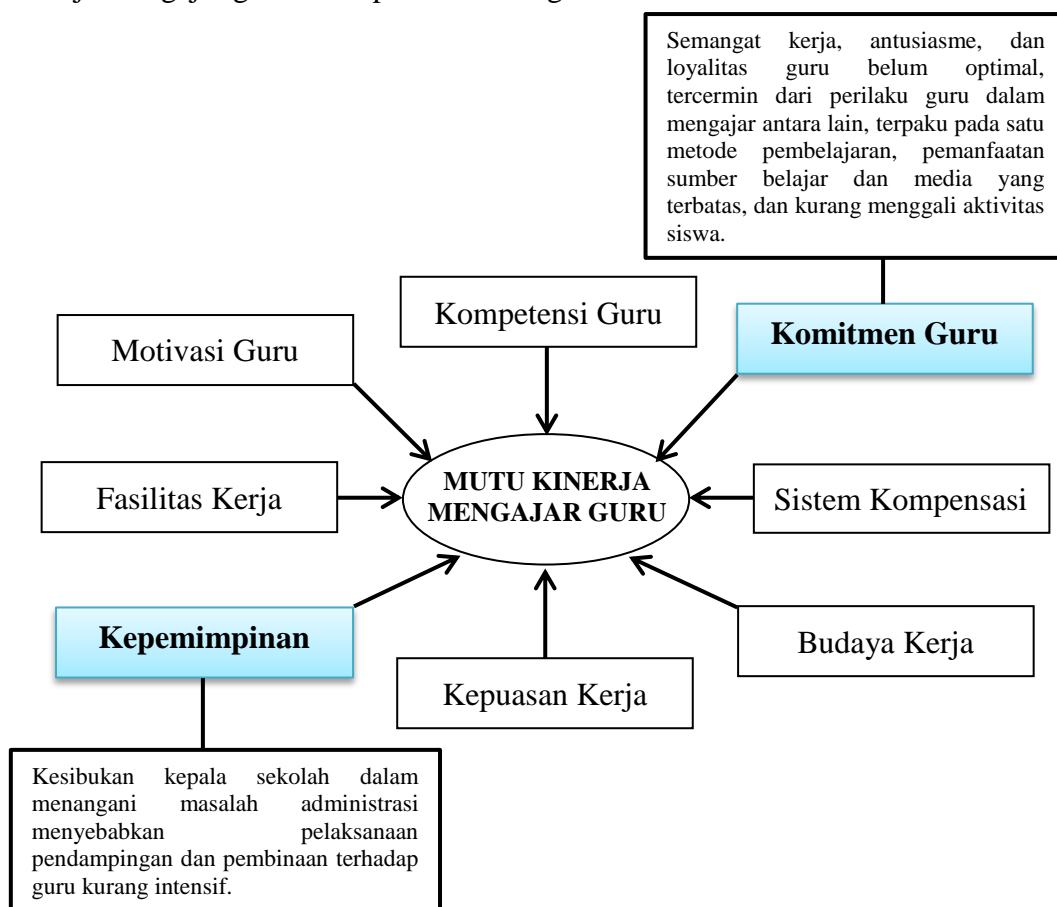 Semangat kerja, antusiasme, dan
loyalitas guru belum optimal,
tercermin dari perilaku guru dalam
mengajar antara lain, terpaku pada satu
metode pembelajaran, pemanfaatan
sumber belajar dan media yang
terbatas, dan kurang menggali aktivitas
siswa.
Kompetensi Guru
Komitmen Guru
Motivasi Guru
MUTU KINERJA
MENGAJAR GURU
Fasilitas Kerja
Sistem Kompensasi
Kepemimpinan
Budaya Kerja
Kepuasan Kerja
Kesibukan kepala sekolah dalam
menangani masalah administrasi
menyebabkan pelaksanaan
pendampingan dan pembinaan terhadap
guru kurang intensif.